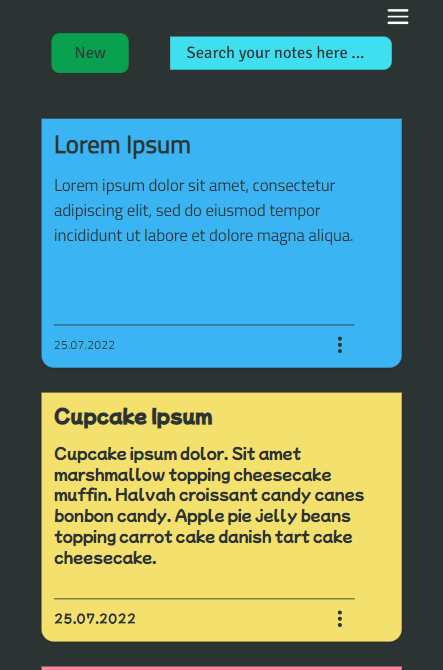 New
Search your notes here ...
Lorem Ipsum
Lorem ipsum dolor sit amet, consectetur
adipiscing elit, sed do eiusmod tempor
incididunt ut labore et dolore magna aliqua.
25.07.2022
Cupcake Ipsum
Cupcake ipsum dolor. Sit amet
marshmallow topping cheesecake
muffin. Halvah croissant candy canes
bonbon candy. Apple pie Jelly beans
topping carrot cake danish tart cake
cheesecake.
25.07.2022